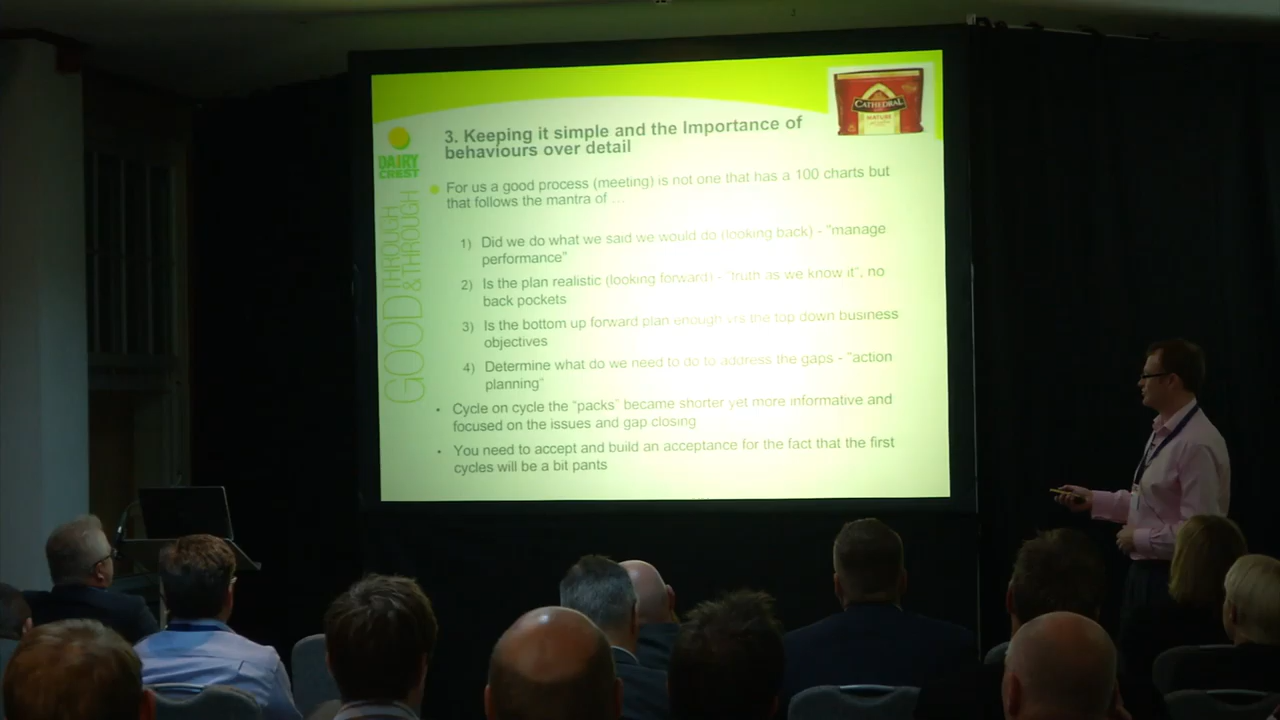 3. Keeping it simple and the Importance of
behaviours over detail
CATHEDRAL
MATURE
DAIRY
CREST
GOOD THROUGH
& THROUGH
For us a good process (meeting) is not one that has a 100 charts but
that follows the mantra of ...
1) Did we do what we said we would do (looking back) - "manage
performance"
2) Is the plan realistic (looking forward) - "truth as we know it", no
back pockets
3) Is the bottom up forward plan enough vrs the top down business
objectives
4) Determine what do we need to do to address the gaps - "action
planning"
• Cycle on cycle the "packs" became shorter yet more informative and
focused on the issues and gap closing
• You need to accept and build an acceptance for the fact that the first
cycles will be a bit pants